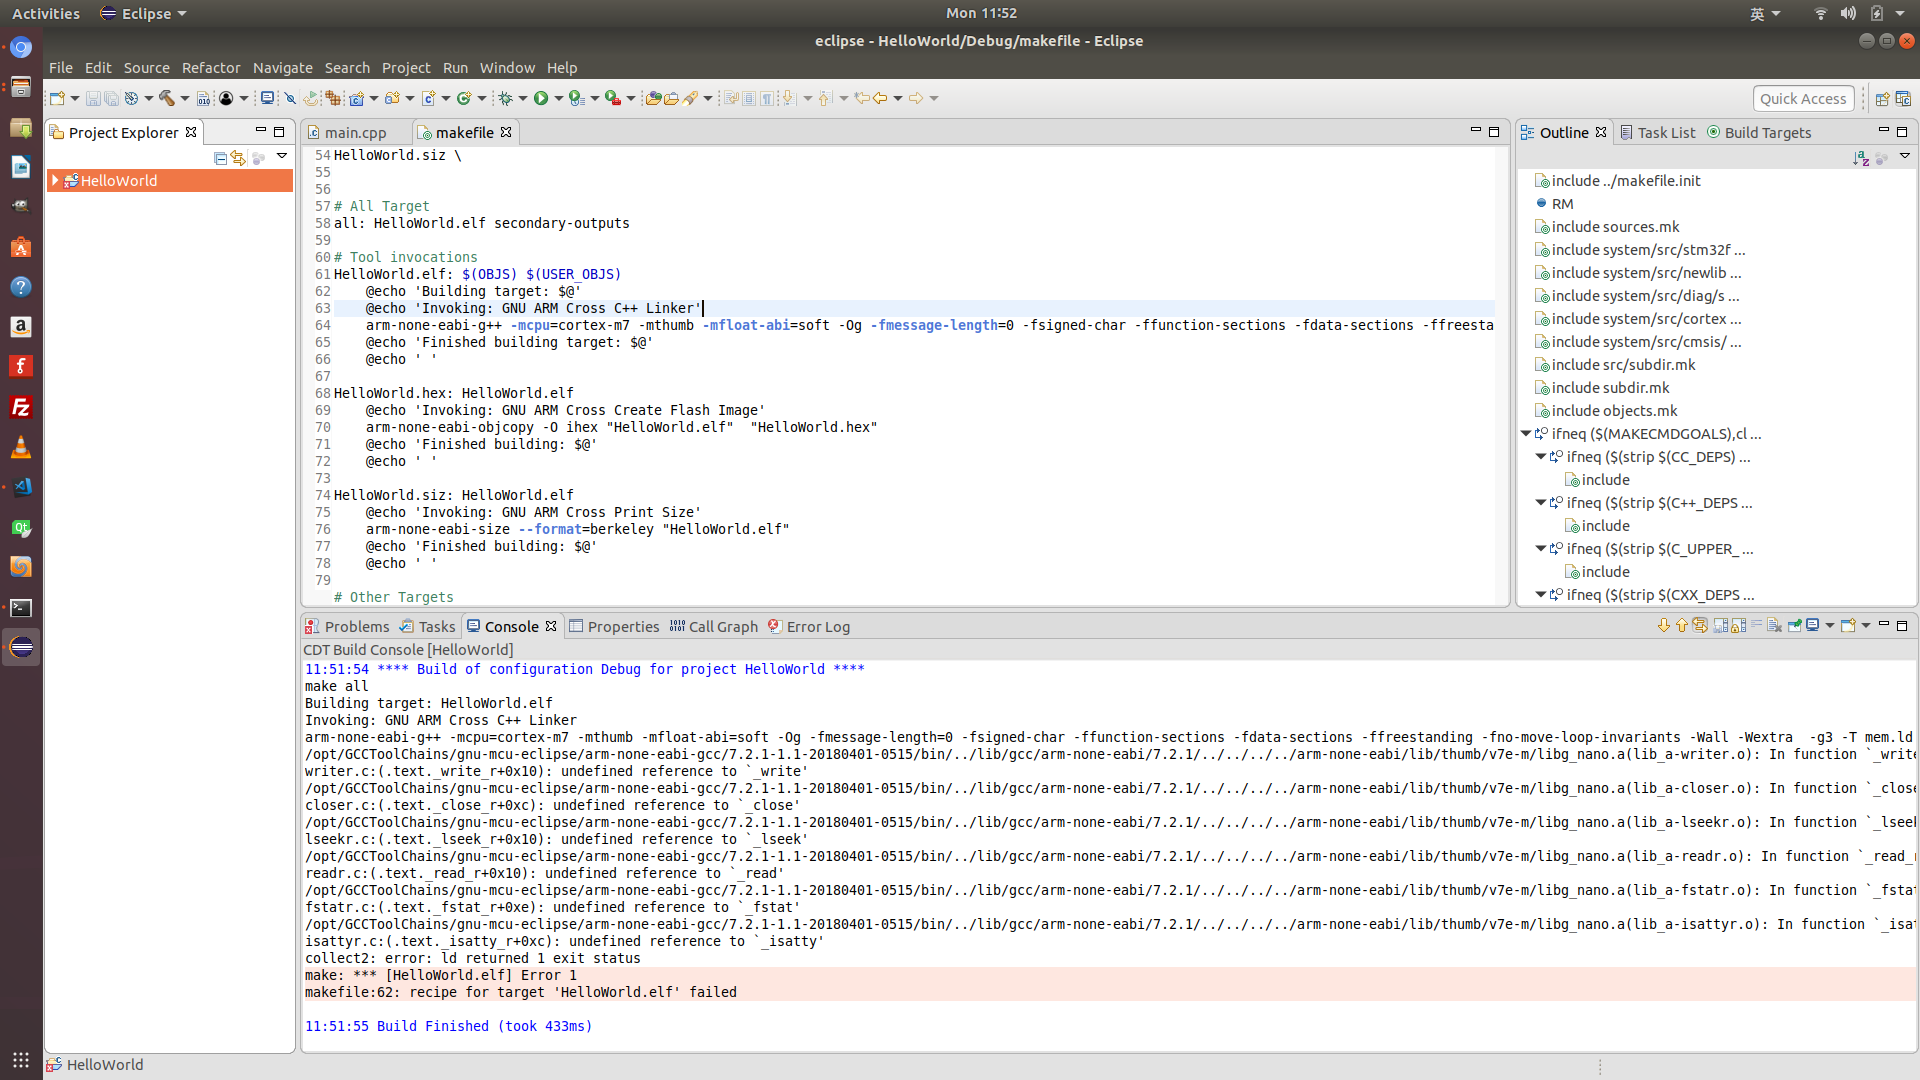 Activities
Eclipse
Mon 11:52
英
eclipse - HelloWorld/Debug/makefile - Eclipse
File Edit Source Refactor Navigate Search Project Run Window Help
Quick Access
Project Explorer
HelloWorld
main.cpp
makefile
54 HelloWorld.siz \
55
56
57 # All Target
58 all: HelloWorld.elf secondary-outputs
59
60 # Tool invocations
61 HelloWorld.elf: $(OBJS) $(USER_OBJS)
62 @echo 'Building target: $@'
63 @echo 'Invoking: GNU ARM Cross C++ Linker'
64 arm-none-eabi-g++ -mcpu=cortex-m7 -mthumb -mfloat-abi=soft -Og -fmessage-length=0 -fsigned-char -ffunction-sections -fdata-sections -ffreesta
65 @echo 'Finished building target: $@'
66 @echo ' '
67
68 HelloWorld.hex: HelloWorld.elf
69 @echo 'Invoking: GNU ARM Cross Create Flash Image'
70 arm-none-eabi-objcopy -O ihex "HelloWorld.elf"  "HelloWorld.hex"
71 @echo 'Finished building: $@'
72 @echo ' '
73
74 HelloWorld.siz: HelloWorld.elf
75 @echo 'Invoking: GNU ARM Cross Print Size'
76 arm-none-eabi-size --format=berkeley "HelloWorld.elf"
77 @echo 'Finished building: $@'
78 @echo ' '
79
# Other Targets
Outline
Task List
Build Targets
include ../makefile.init
RM
include sources.mk
include system/src/stm32f ...
include system/src/newlib ...
include system/src/diag/s ...
include system/src/cortex ...
include system/src/cmsis/ ...
include src/subdir.mk
include subdir.mk
include objects.mk
ifneq ($(MAKECMDGOALS),cl ...
ifneq ($(strip $(CC_DEPS) ...
include
ifneq ($(strip $(C++_DEPS ...
include
ifneq ($(strip $(C_UPPER_ ...
include
ifneq ($(strip $(CXX_DEPS ...
Problems Tasks Console Properties Call Graph Error Log
CDT Build Console [HelloWorld]
11:51:54 **** Build of configuration Debug for project HelloWorld ****
make all
Building target: HelloWorld.elf
Invoking: GNU ARM Cross C++ Linker
arm-none-eabi-g++ -mcpu=cortex-m7 -mthumb -mfloat-abi=soft -Og -fmessage-length=0 -fsigned-char -ffunction-sections -fdata-sections -ffreestanding -fno-move-loop-invariants -Wall -Wextra  -g3 -T mem.ld
/opt/GCCToolChains/gnu-mcu-eclipse/arm-none-eabi-gcc/7.2.1-1.1-20180401-0515/bin/../lib/gcc/arm-none-eabi/7.2.1/../../../../arm-none-eabi/lib/thumb/v7e-m/libg_nano.a(lib_a-writer.o): In function `_write
writer.c:(.text._write_r+0x10): undefined reference to `_write'
/opt/GCCToolChains/gnu-mcu-eclipse/arm-none-eabi-gcc/7.2.1-1.1-20180401-0515/bin/../lib/gcc/arm-none-eabi/7.2.1/../../../../arm-none-eabi/lib/thumb/v7e-m/libg_nano.a(lib_a-closer.o): In function `_close
closer.c:(.text._close_r+0xc): undefined reference to `_close'
/opt/GCCToolChains/gnu-mcu-eclipse/arm-none-eabi-gcc/7.2.1-1.1-20180401-0515/bin/../lib/gcc/arm-none-eabi/7.2.1/../../../../arm-none-eabi/lib/thumb/v7e-m/libg_nano.a(lib_a-lseekr.o): In function `_lseek
lseekr.c:(.text._lseek_r+0x10): undefined reference to `_lseek'
/opt/GCCToolChains/gnu-mcu-eclipse/arm-none-eabi-gcc/7.2.1-1.1-20180401-0515/bin/../lib/gcc/arm-none-eabi/7.2.1/../../../../arm-none-eabi/lib/thumb/v7e-m/libg_nano.a(lib_a-readr.o): In function `_read_r
readr.c:(.text._read_r+0x10): undefined reference to `_read'
/opt/GCCToolChains/gnu-mcu-eclipse/arm-none-eabi-gcc/7.2.1-1.1-20180401-0515/bin/../lib/gcc/arm-none-eabi/7.2.1/../../../../arm-none-eabi/lib/thumb/v7e-m/libg_nano.a(lib_a-fstatr.o): In function `_fstat
fstatr.c:(.text._fstat_r+0xe): undefined reference to `_fstat'
/opt/GCCToolChains/gnu-mcu-eclipse/arm-none-eabi-gcc/7.2.1-1.1-20180401-0515/bin/../lib/gcc/arm-none-eabi/7.2.1/../../../../arm-none-eabi/lib/thumb/v7e-m/libg_nano.a(lib_a-isattyr.o): In function `_isat
isattyr.c:(.text._isatty_r+0xc): undefined reference to `_isatty'
collect2: error: ld returned 1 exit status
make: *** [HelloWorld.elf] Error 1
makefile:62: recipe for target 'HelloWorld.elf' failed
11:51:55 Build Finished (took 433ms)
HelloWorld